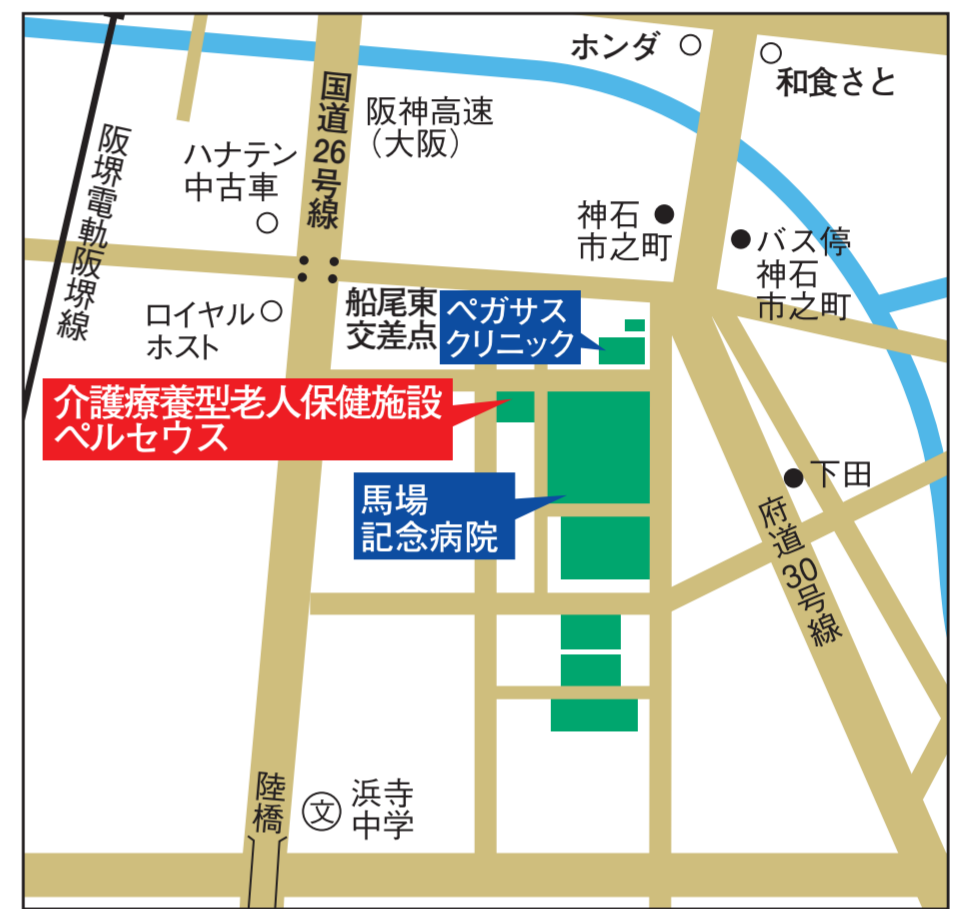 ホンダ
和食さと
国道26号線
阪神高速
（大阪）
阪堺電軌阪堺線
ハナテン
中古車
神石
市之町
バス停
神石
市之町
ロイヤル
ホスト
船尾東
交差点
ペガサス
クリニック
介護療養型老人保健施設
ペルセウス
馬場
記念病院
下田
府道30号線
陸橋
文
浜寺
中学